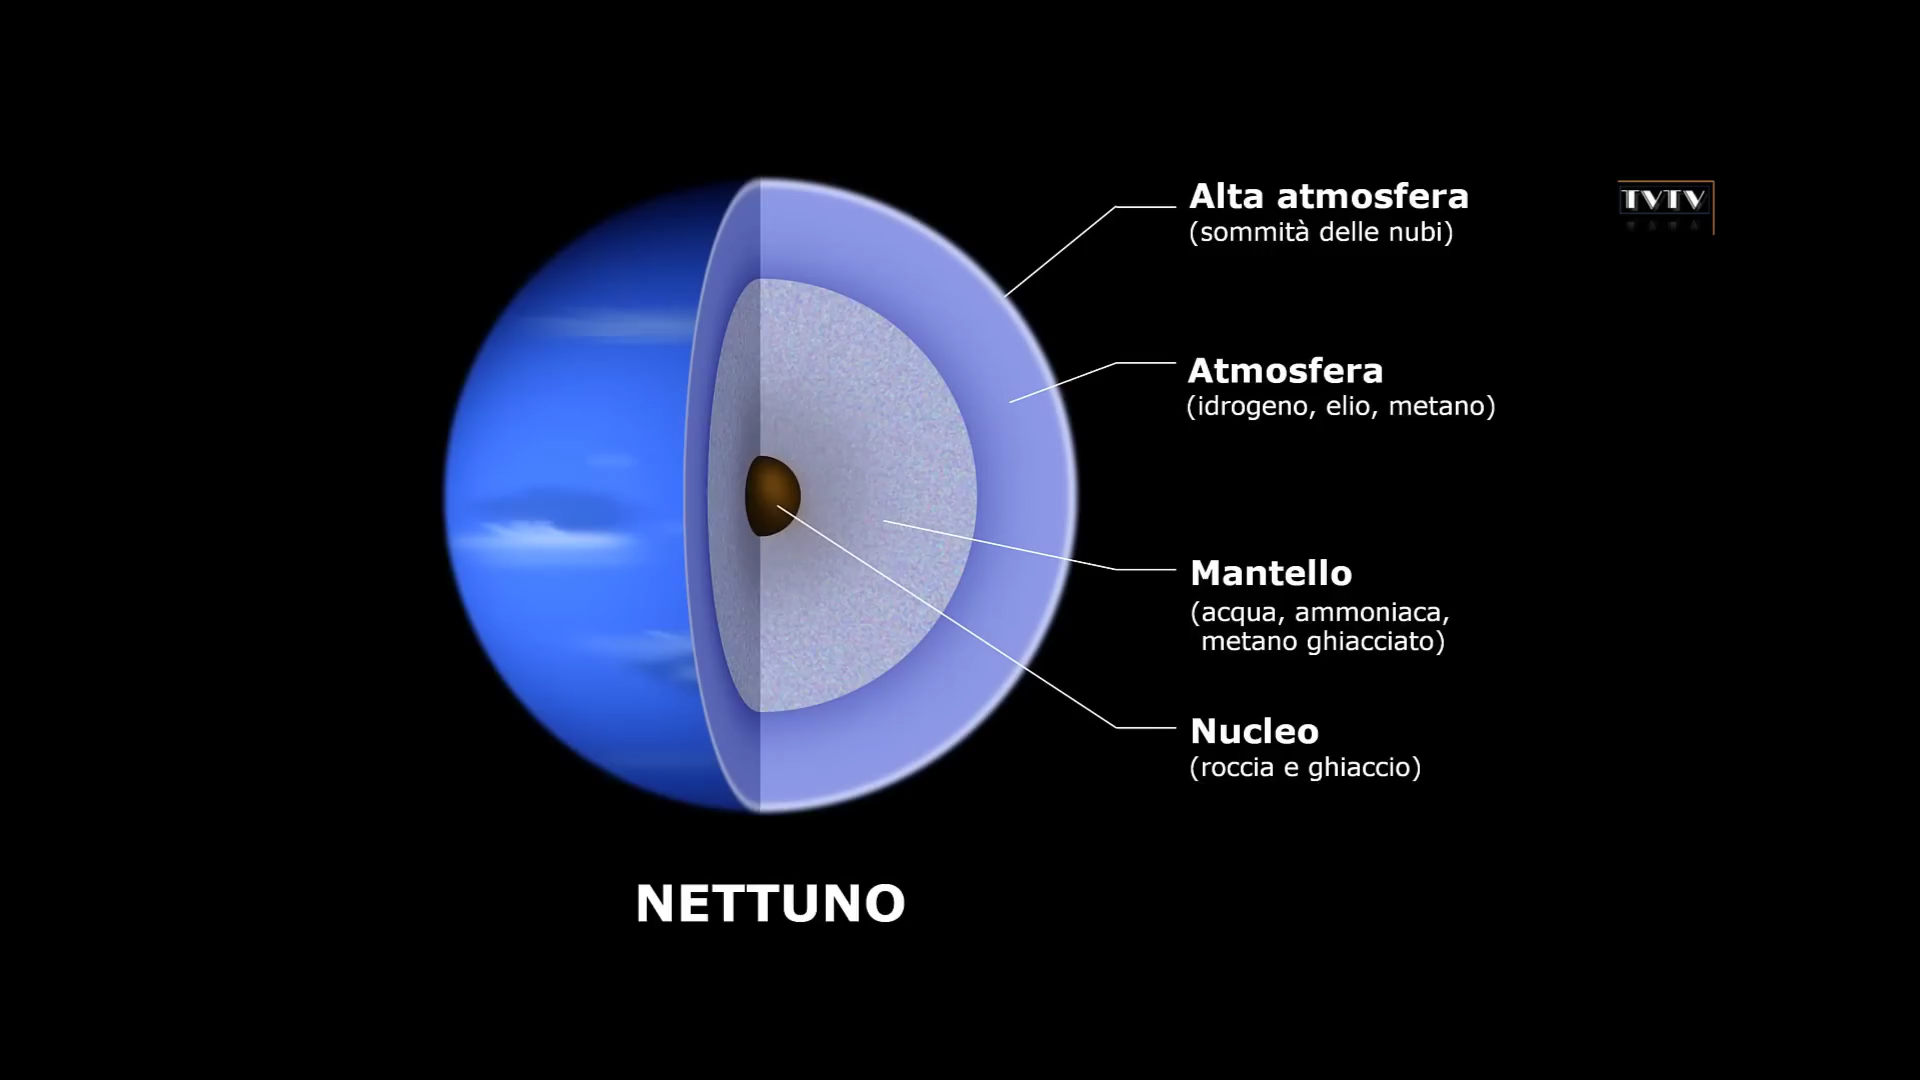 Alta atmosfera
(sommità delle nubi)
TVTV
Atmosfera
(idrogeno, elio, metano)
Mantello
(acqua, ammoniaca,
metano ghiacciato)
Nucleo
(roccia e ghiaccio)
NETTUNO